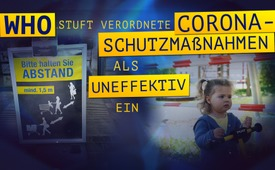 WHO STUFT VERORDNETE CORONA-
SCHUTZMAßNAHMEN
ALS
UNEFFEKTIV
EIN
Bitte halten Sie
ABSTAND
mind. 1,5 m